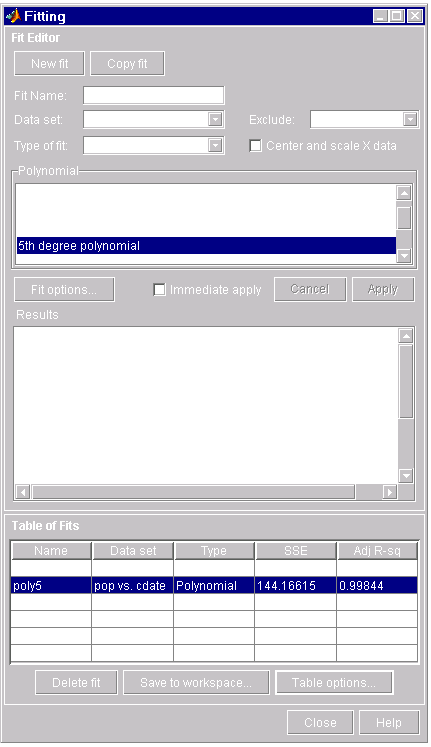 Fitting
Fit Editor
New fit Copy fit
Fit Name:
Data set: Exclude:
Type of fit: Center and scale X data
Polynomial
5th degree polynomial
Fit options... Immediate apply Cancel Apply
Results
Table of Fits
Name Data set Type SSE Adj R-sq
poly5 pop vs. cdate Polynomial 144.16615 0.99844
Delete fit Save to workspace... Table options...
Close Help